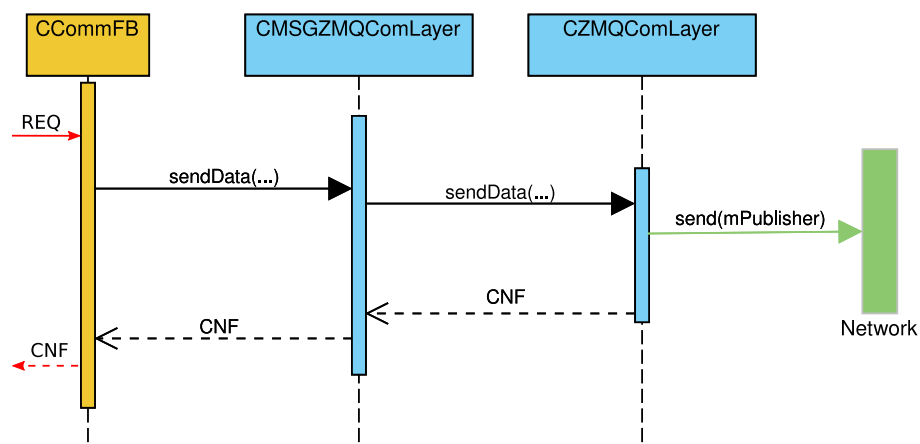 CCommFB
CMSGZMQComLayer
CZMQComLayer
REQ
sendData(...)
sendData(...)
send(mPublisher)
CNF
CNF
CNF
Network